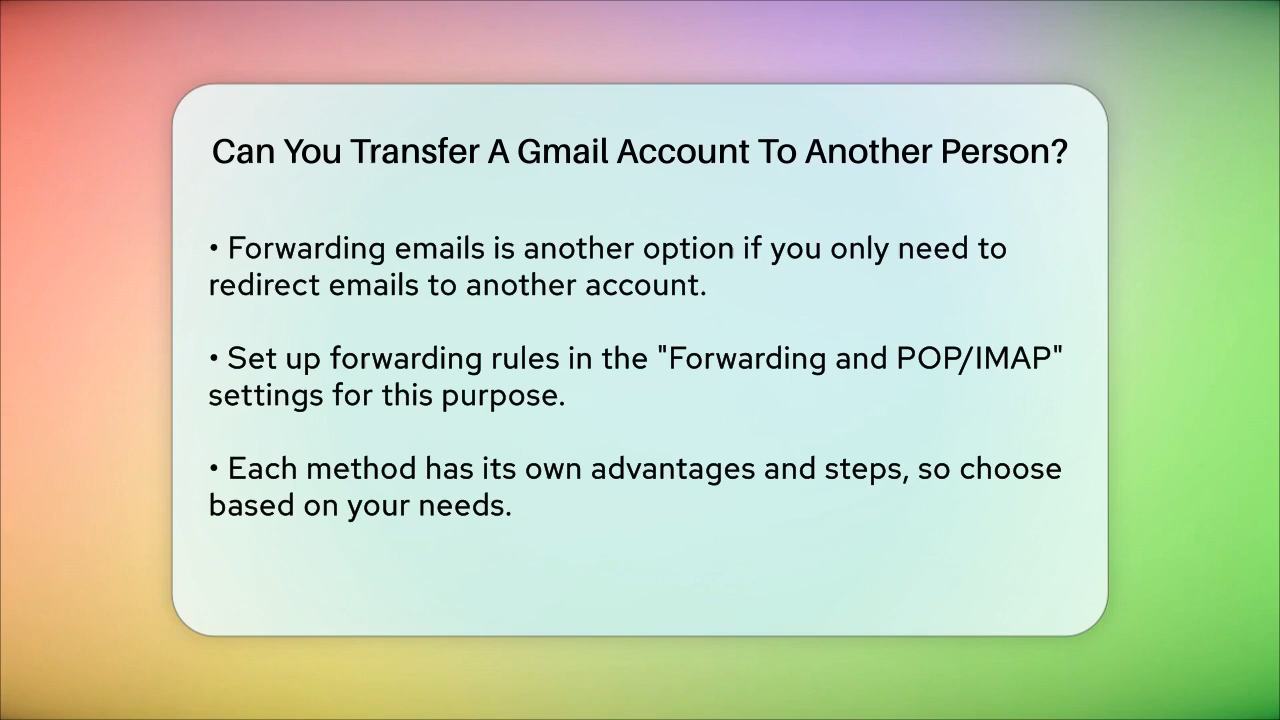 Can You Transfer A Gmail Account To Another Person?
• Forwarding emails is another option if you only need to
redirect emails to another account.
• Set up forwarding rules in the "Forwarding and POP/IMAP"
settings for this purpose.
• Each method has its own advantages and steps, so choose
based on your needs.